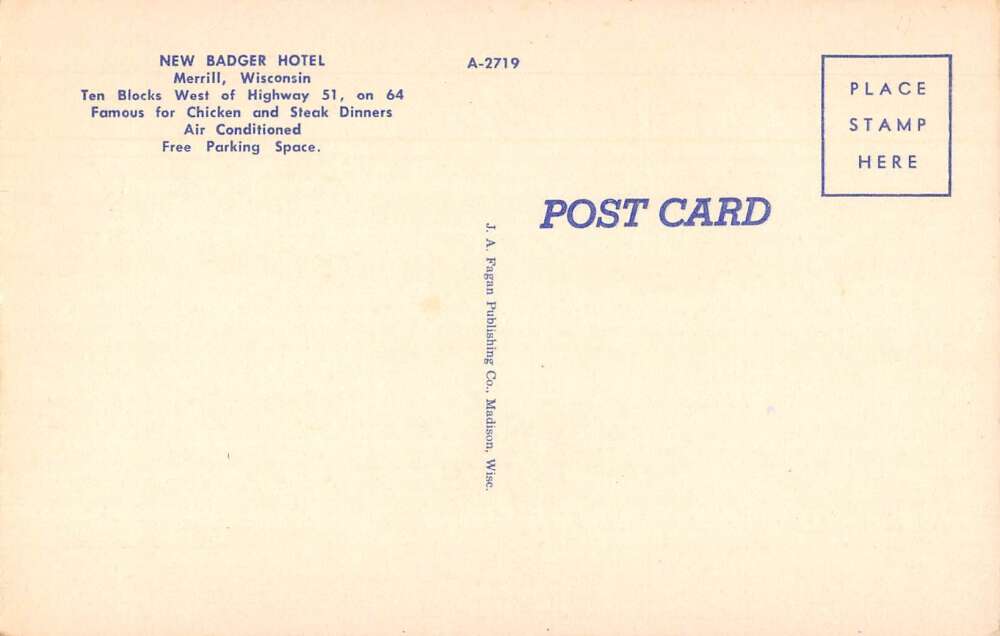 NEW BADGER HOTEL
Merrill, Wisconsin
Ten Blocks West of Highway 51, on 64
Famous for Chicken and Steak Dinners
Air Conditioned
Free Parking Space.
A-2719
PLACE
STAMP
HERE
POST CARD
J. A. Fagan Publishing Co., Madison, Wisc.